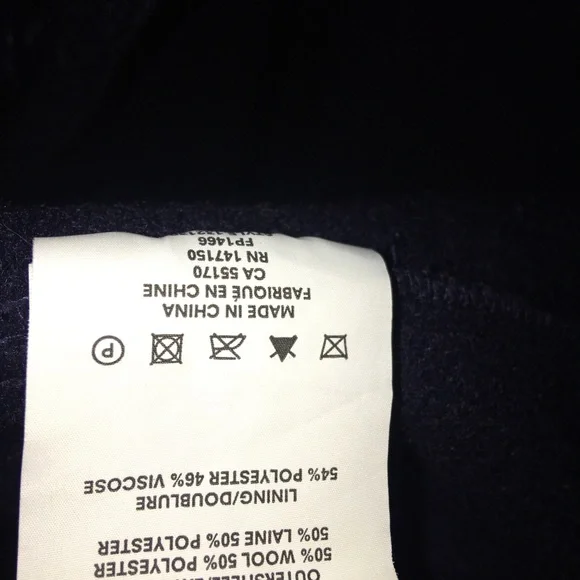 OUTERSHELL/
50% WOOL 50% POLYESTER
50% LAINE 50% POLYESTER
LINING/DOUBLURE
54% POLYESTER 46% VISCOSE
P
MADE IN CHINA
FABRIQUÉ EN CHINE
CA 55170
RN 147150
FP1466